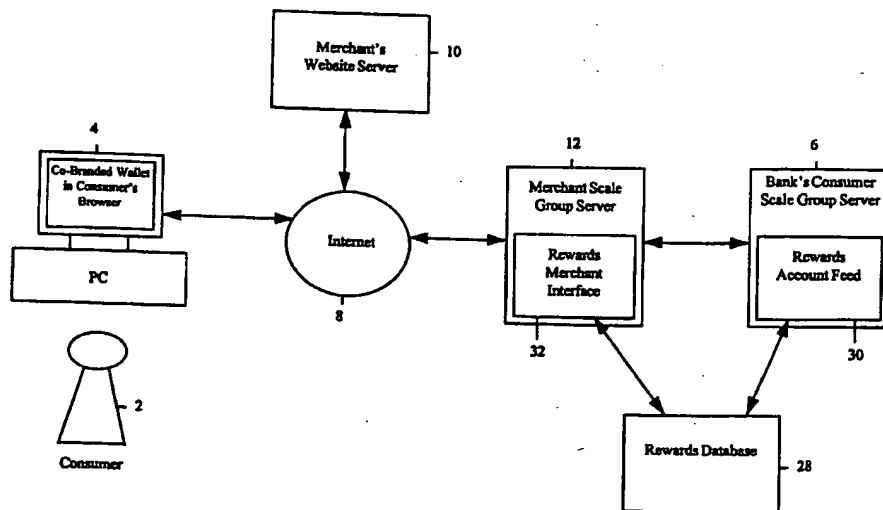 Merchant's
Website Server
10
4
Co-Branded Wallet
in Consumer's
Browser
PC
Internet
8
12
Merchant Scale
Group Server
Rewards
Merchant
Interface
32
6
Bank's Consumer
Scale Group Server
Rewards
Account Feed
30
2
Consumer
Rewards Database
28